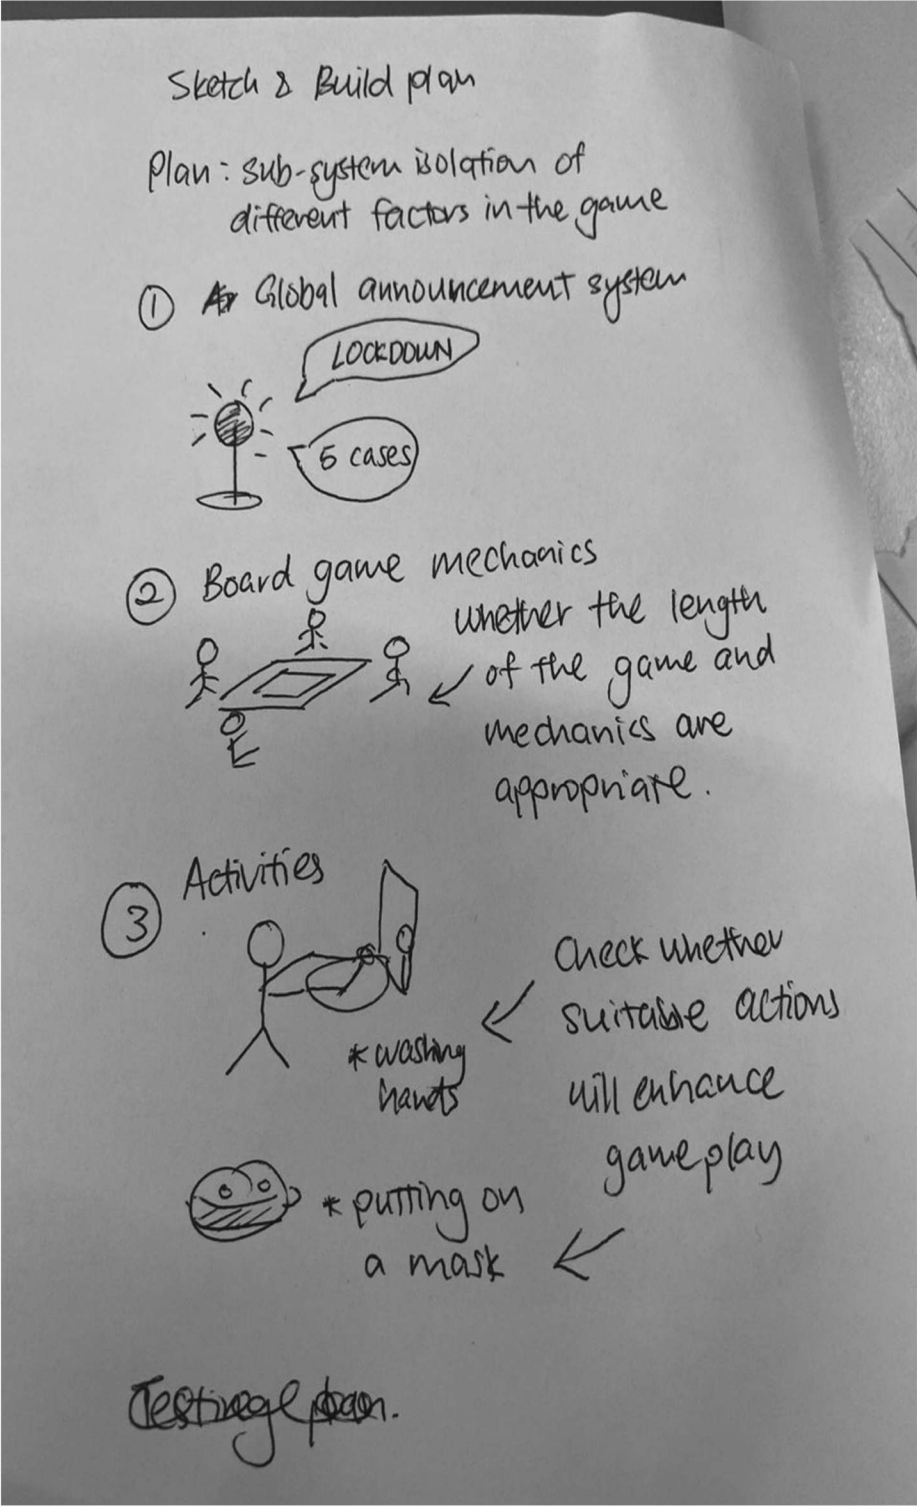 Sketch & Build plan
Plan: sub-system isolation of
different factors in the game
① Global announcement system
LOCKDOWN
5 cases
② Board game mechanics
whether the length
of the game and
mechanics are
appropriate.
③ Activities
Check whether
suitable actions
will enhance
gameplay
* washing
hands
* putting on
a mask